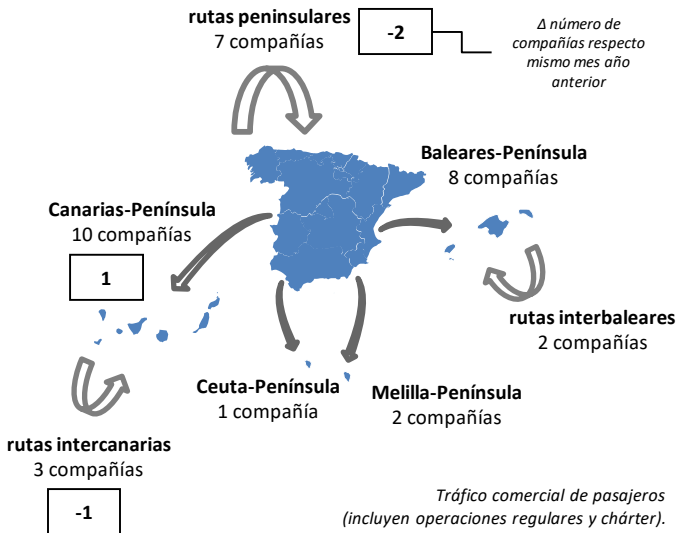 rutas peninsulares
7 compañías
-2
Δ número de
compañías respecto
mismo mes año
anterior
Baleares-Península
8 compañías
Canarias-Península
10 compañías
1
rutas interbaleares
2 compañías
Ceuta-Península
1 compañía
Melilla-Península
2 compañías
rutas intercanarias
3 compañías
-1
Tráfico comercial de pasajeros
(incluyen operaciones regulares y chárter).